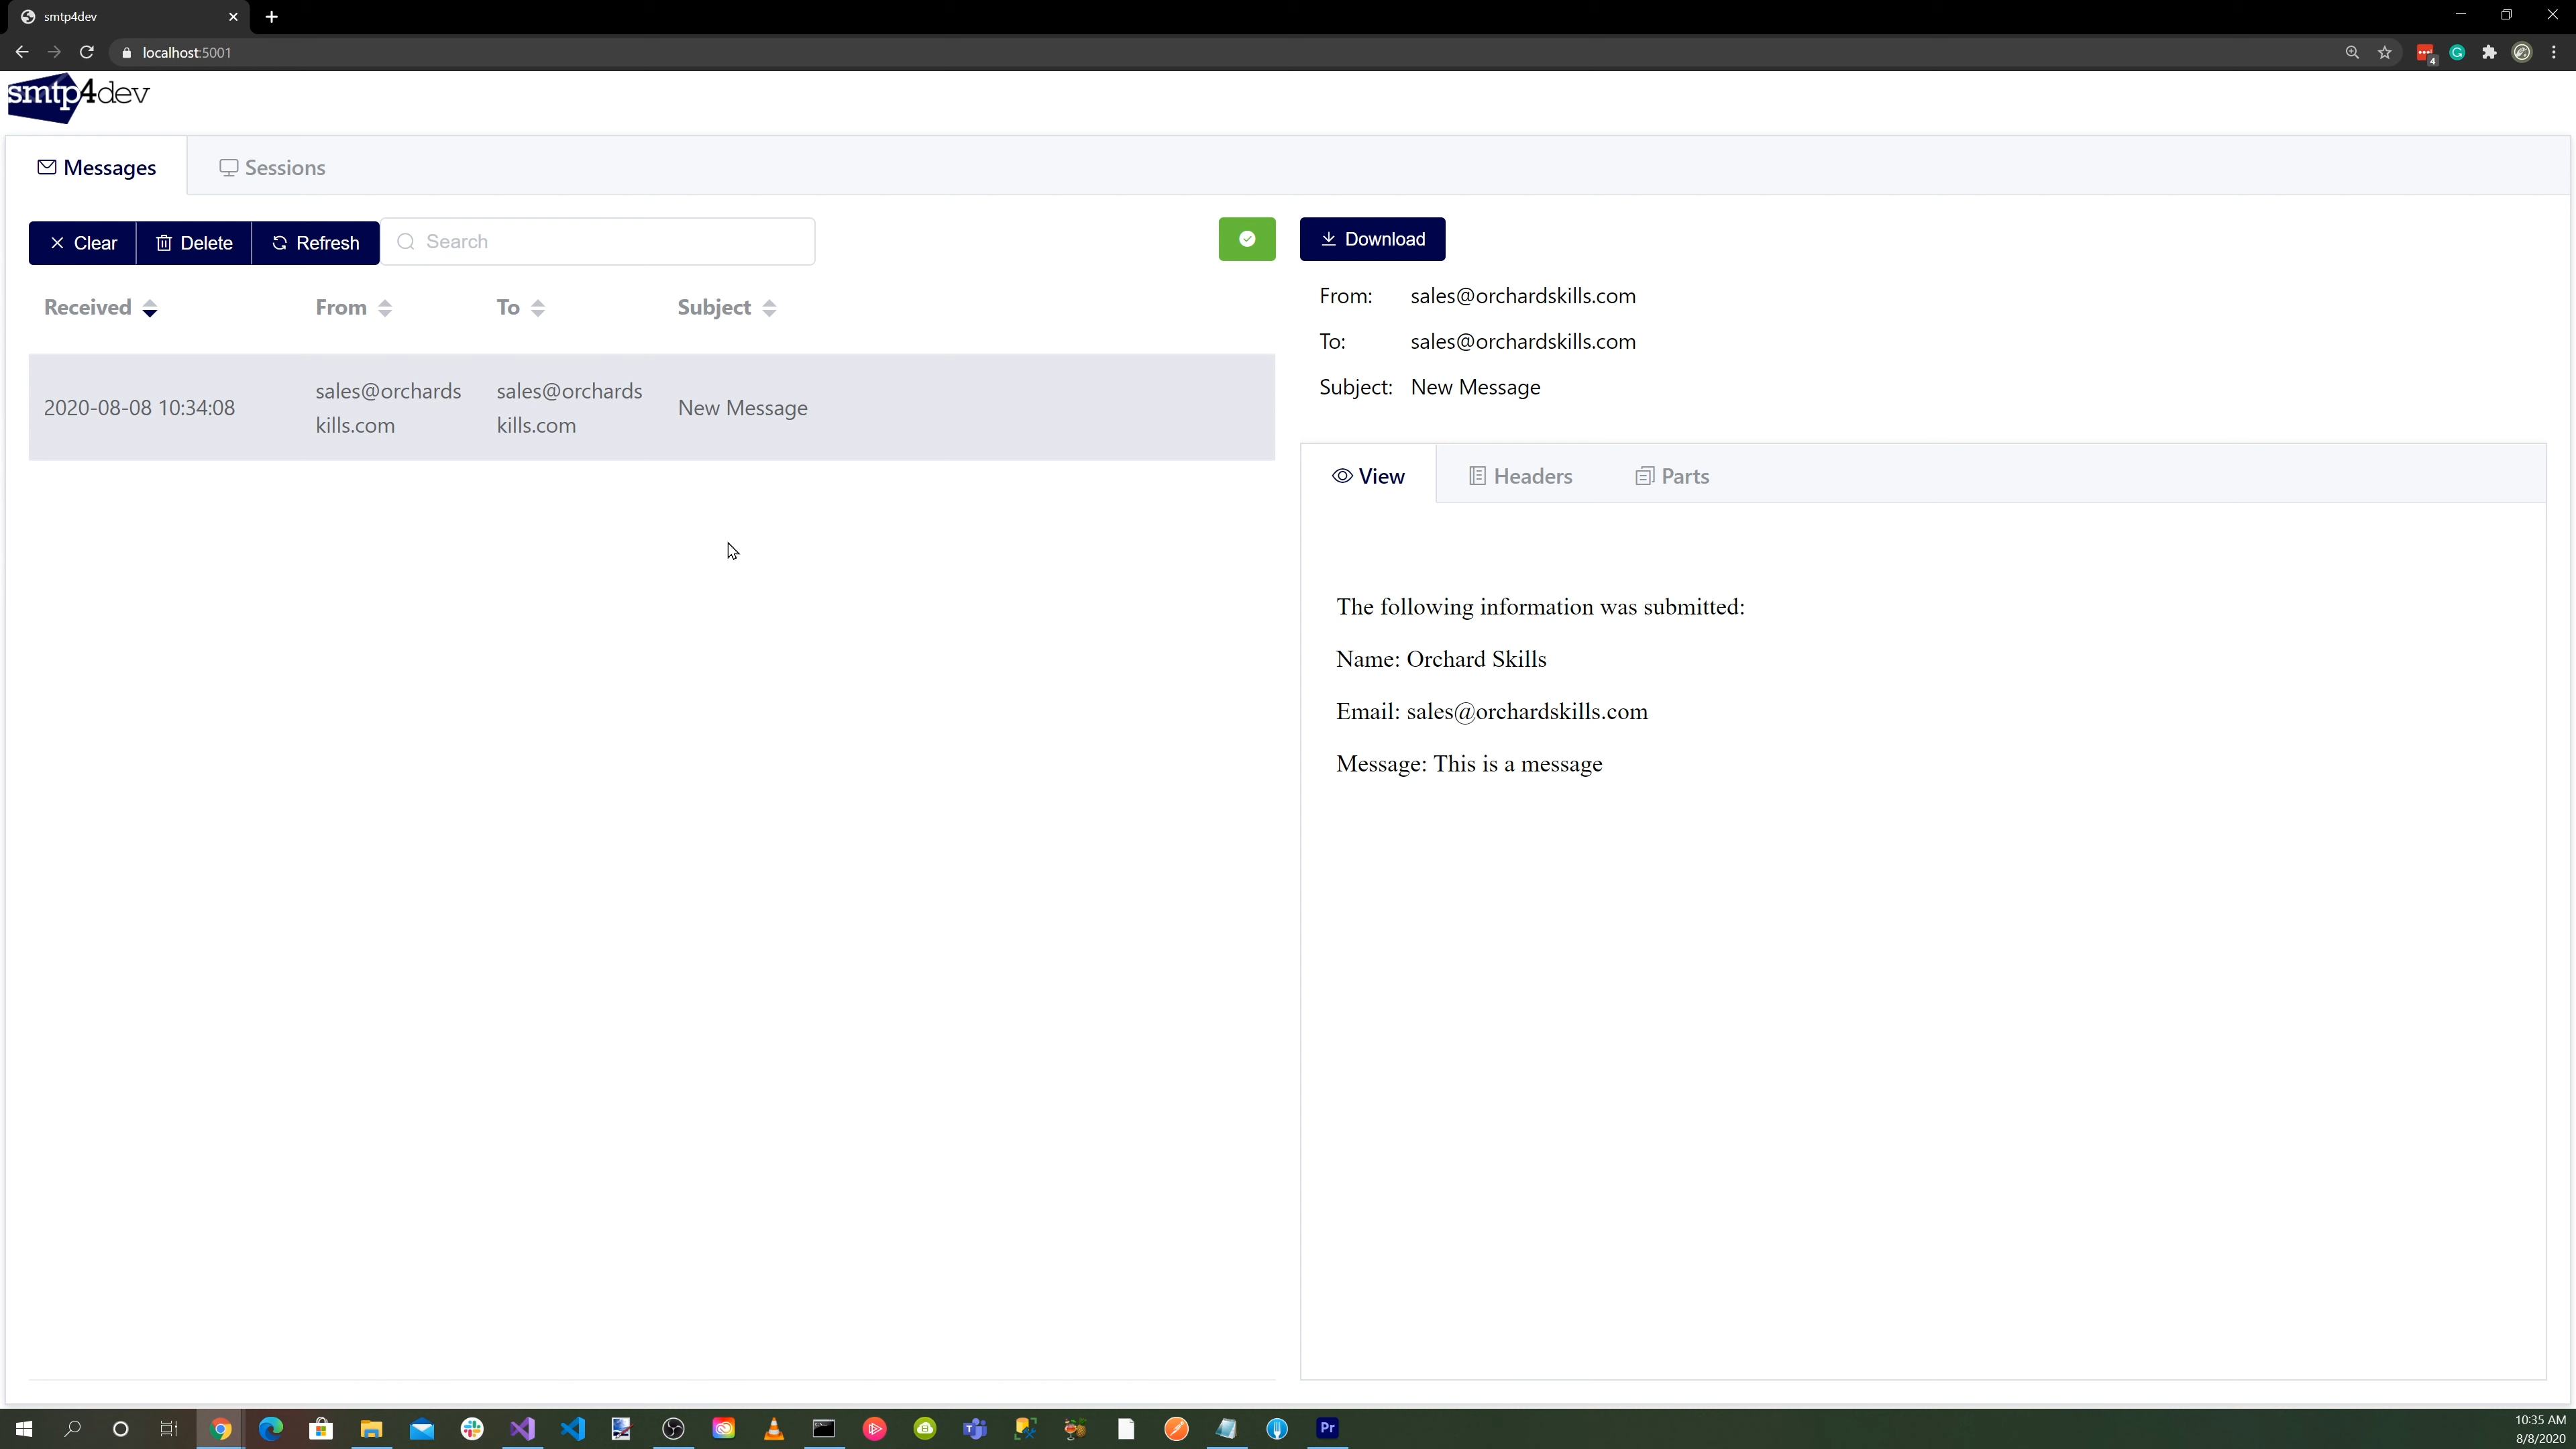 smtp4dev
localhost:5001
4
smtp4dev
Messages
Sessions
Clear
Delete
Refresh
Search
Download
From: sales@orchardskills.com
To: sales@orchardskills.com
Subject: New Message
Received
From
To
Subject
2020-08-08 10:34:08
sales@orchards
kills.com
sales@orchards
kills.com
New Message
View
Headers
Parts
The following information was submitted:
Name: Orchard Skills
Email: sales@orchardskills.com
Message: This is a message
Pr
10:35 AM
8/8/2020